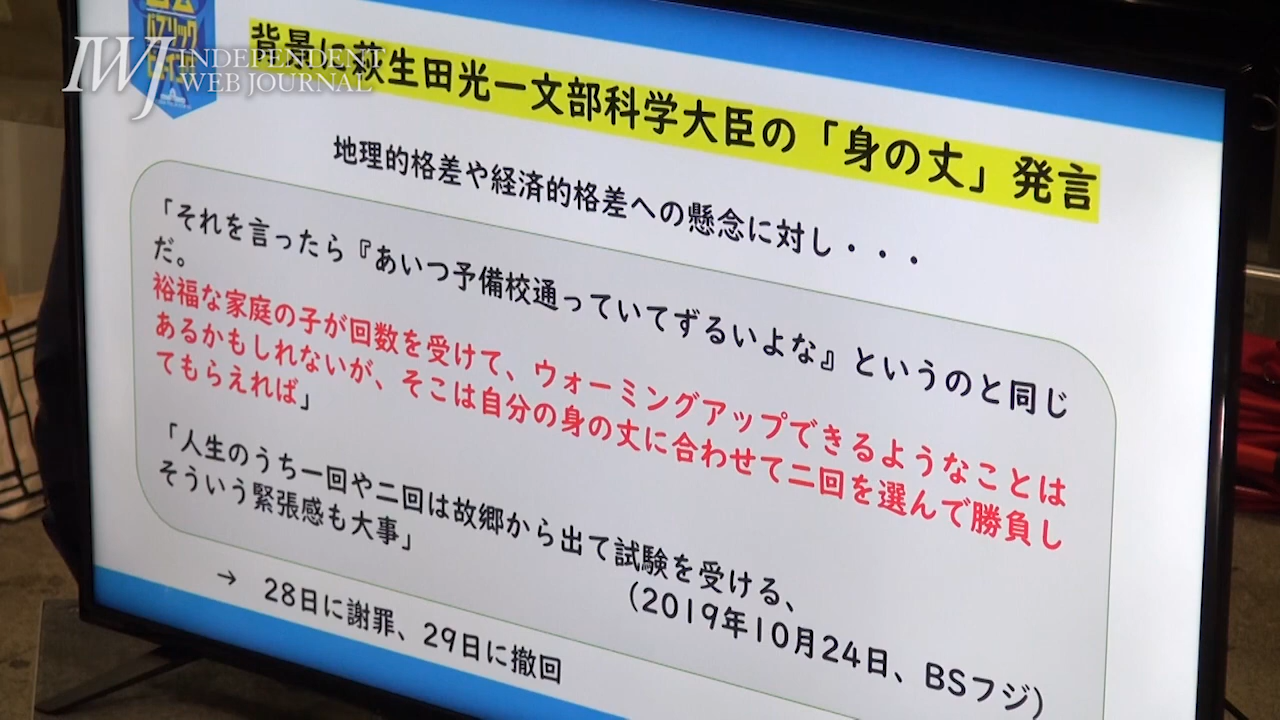 IWJ INDEPENDENT
WEB JOURNAL
パブリック
背景に萩生田光一文部科学大臣の「身の丈」発言
地理的格差や経済的格差への懸念に対し・・・
「それを言ったら『あいつ予備校通っていてずるいよな』というのと同じ
だ。
裕福な家庭の子が回数を受けて、ウォーミングアップできるようなことは
あるかもしれないが、そこは自分の身の丈に合わせて二回を選んで勝負し
てもらえれば」
「人生のうち一回や二回は故郷から出て試験を受ける、
そういう緊張感も大事」
(2019年10月24日、BSフジ)
→ 28日に謝罪、29日に撤回